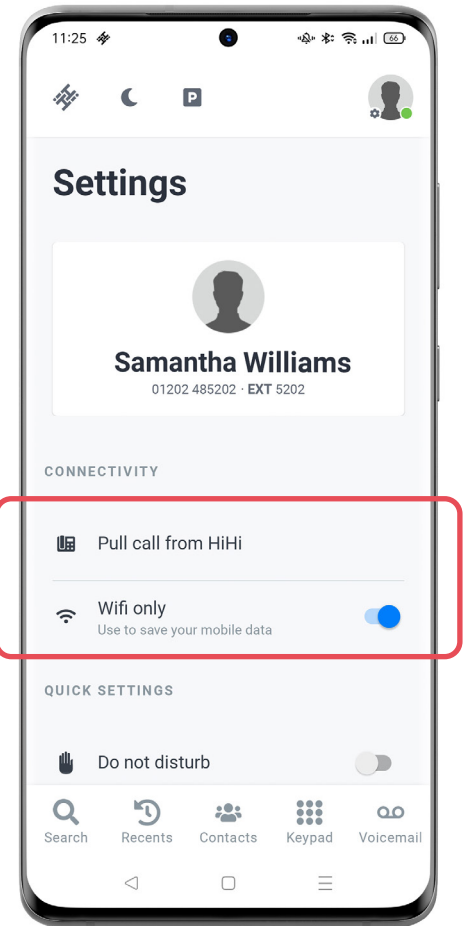 11:25
66
P
Settings
Samantha Williams
01202 485202 · EXT 5202
CONNECTIVITY
Pull call from HiHi
Wifi only
Use to save your mobile data
QUICK SETTINGS
Do not disturb
Search Recents Contacts Keypad Voicemail